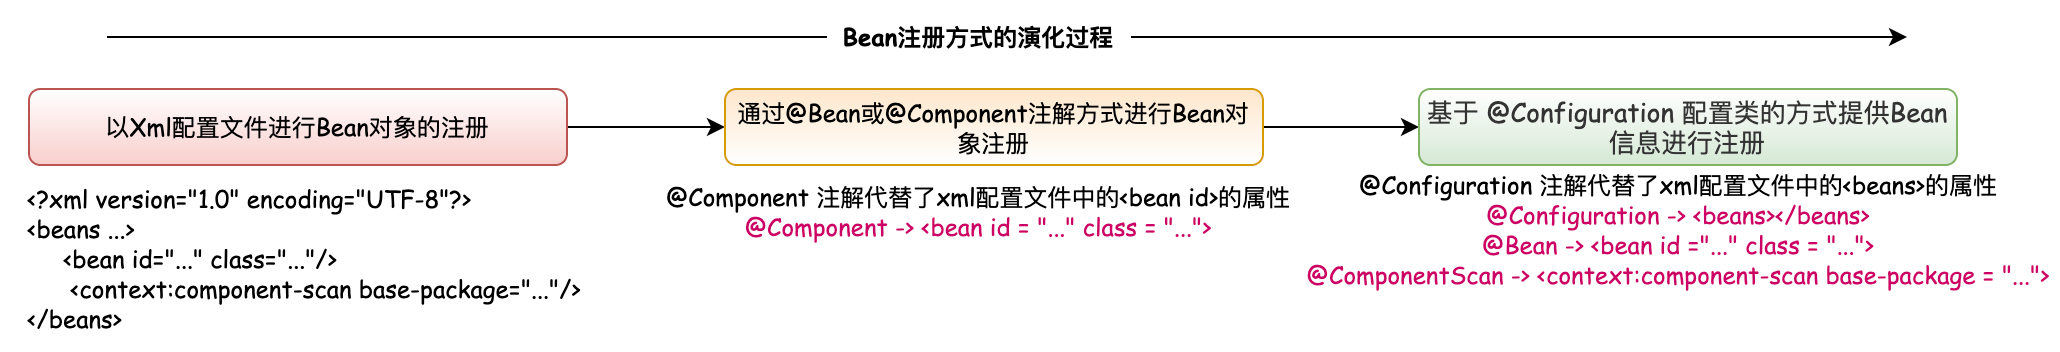 Bean注册方式的演化过程
以Xml配置文件进行Bean对象的注册
<?xml version="1.0" encoding="UTF-8"?>
<beans ...>
<bean id="..." class="..."/>
<context:component-scan base-package="..."/>
</beans>
通过@Bean或@Component注解方式进行Bean对
象注册
@Component 注解代替了xml配置文件中的<bean id>的属性
@Component -> <bean id = "..." class = "...">
基于 @Configuration 配置类的方式提供Bean
信息进行注册
@Configuration 注解代替了xml配置文件中的<beans>的属性
@Configuration -> <beans></beans>
@Bean -> <bean id ="..." class = "...">
@ComponentScan -> <context:component-scan base-package = "...">